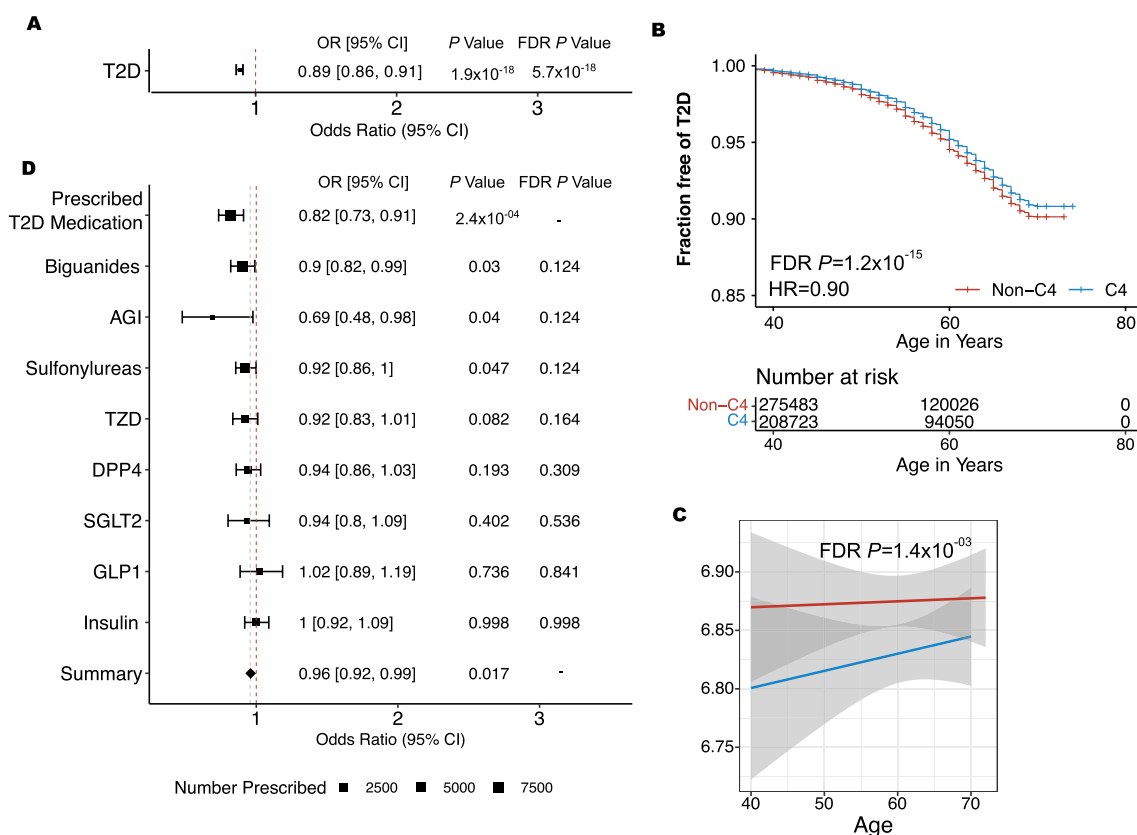 A
OR [95% CI] P Value FDR P Value
T2D 0.89 [0.86, 0.91] 1.9x10⁻¹⁸ 5.7x10⁻¹⁸
1 2 3
Odds Ratio (95% CI)
B
Fraction free of T2D
1.00
0.95
0.90
0.85
FDR P=1.2x10⁻¹⁵
HR=0.90
Non−C4 C4
40 60 80
Age in Years
Number at risk
Non−C4 275483 120026 0
C4 208723 94050 0
40 60 80
Age in Years
C
FDR P=1.4x10⁻⁰³
6.90
6.85
6.80
6.75
40 50 60 70
Age
D
OR [95% CI] P Value FDR P Value
Prescribed
T2D Medication 0.82 [0.73, 0.91] 2.4x10⁻⁰⁴ -
Biguanides 0.9 [0.82, 0.99] 0.03 0.124
AGI 0.69 [0.48, 0.98] 0.04 0.124
Sulfonylureas 0.92 [0.86, 1] 0.047 0.124
TZD 0.92 [0.83, 1.01] 0.082 0.164
DPP4 0.94 [0.86, 1.03] 0.193 0.309
SGLT2 0.94 [0.8, 1.09] 0.402 0.536
GLP1 1.02 [0.89, 1.19] 0.736 0.841
Insulin 1 [0.92, 1.09] 0.998 0.998
Summary 0.96 [0.92, 0.99] 0.017 -
1 2 3
Odds Ratio (95% CI)
Number Prescribed 2500 5000 7500